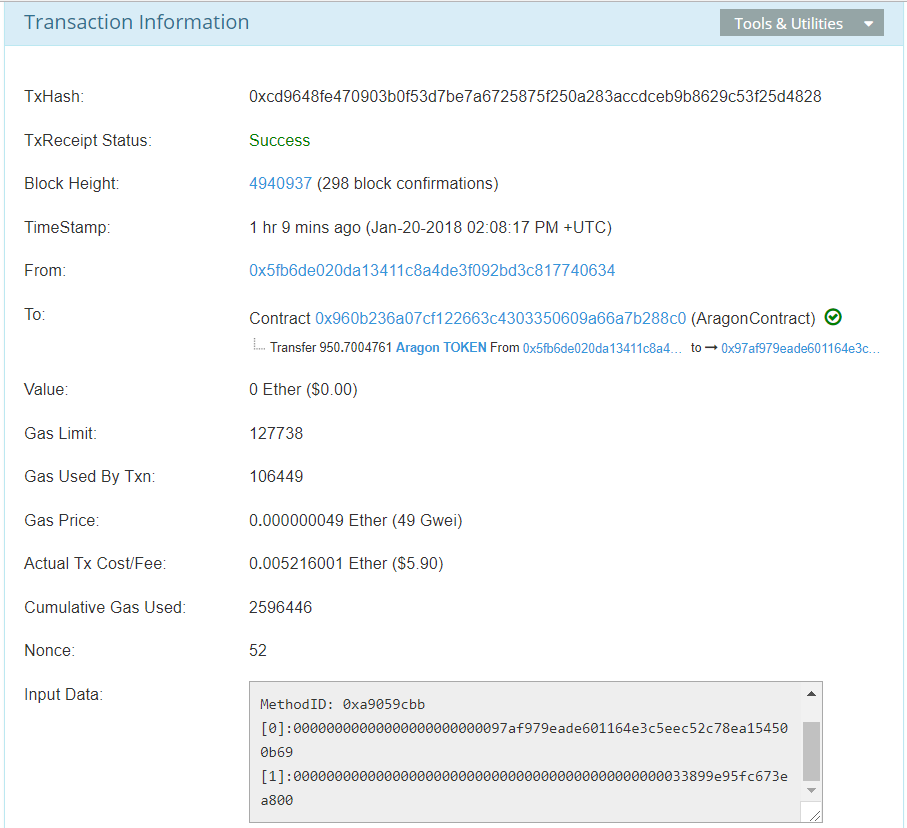 Transaction Information
Tools & Utilities
TxHash: 0xcd9648fe470903b0f53d7be7a6725875f250a283accdceb9b8629c53f25d4828
TxReceipt Status: Success
Block Height: 4940937 (298 block confirmations)
TimeStamp: 1 hr 9 mins ago (Jan-20-2018 02:08:17 PM +UTC)
From: 0x5fb6de020da13411c8a4de3f092bd3c817740634
To: Contract 0x960b236a07cf122663c4303350609a66a7b288c0 (AragonContract)
Transfer 950.7004761 Aragon TOKEN From 0x5fb6de020da13411c8a4... to → 0x97af979eade601164e3c...
Value: 0 Ether ($0.00)
Gas Limit: 127738
Gas Used By Txn: 106449
Gas Price: 0.000000049 Ether (49 Gwei)
Actual Tx Cost/Fee: 0.005216001 Ether ($5.90)
Cumulative Gas Used: 2596446
Nonce: 52
Input Data:
MethodID: 0xa9059cbb
[0]:00000000000000000000000097af979eade601164e3c5eec52c78ea15450
0b69
[1]:000000000000000000000000000000000000000000000033899e95fc673e
a800